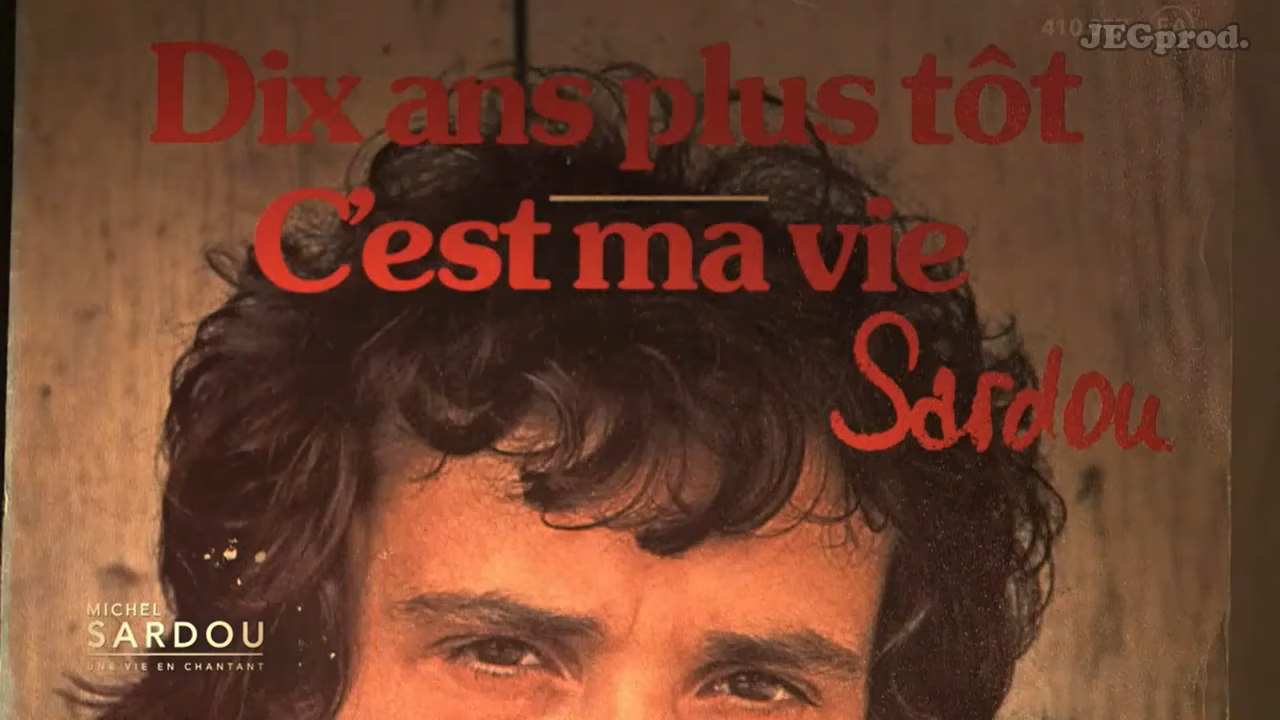 JEGprod.
Dix ans plus tôt
C'est ma vie
Sardou
MICHEL
SARDOU
UNE VIE EN CHANTANT